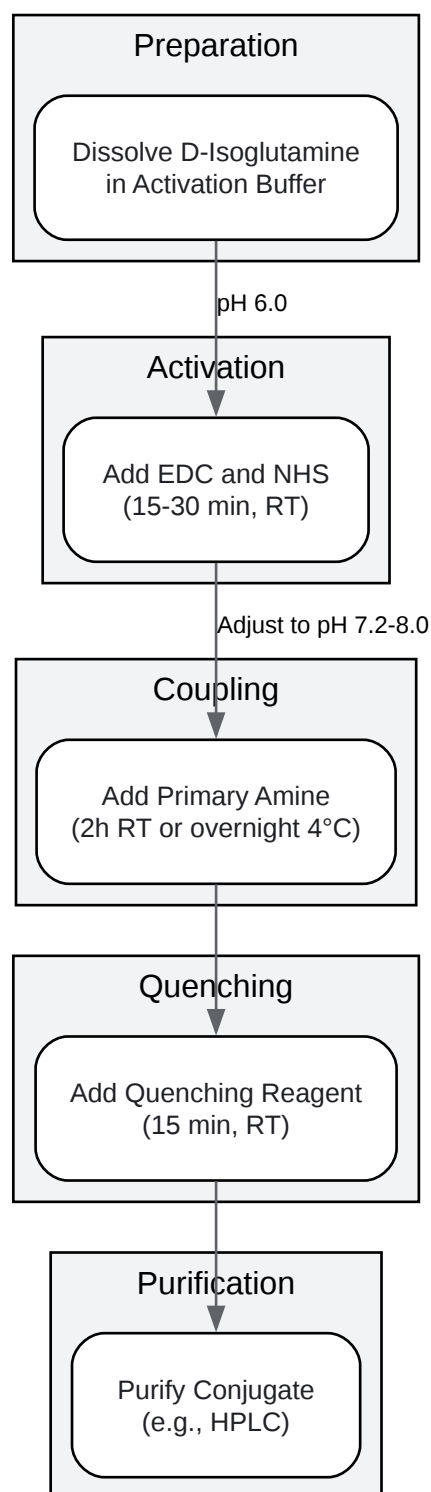 Preparation
Dissolve D-Isoglutamine
in Activation Buffer
pH 6.0
Activation
Add EDC and NHS
(15-30 min, RT)
Adjust to pH 7.2-8.0
Coupling
Add Primary Amine
(2h RT or overnight 4°C)
Quenching
Add Quenching Reagent
(15 min, RT)
Purification
Purify Conjugate
(e.g., HPLC)